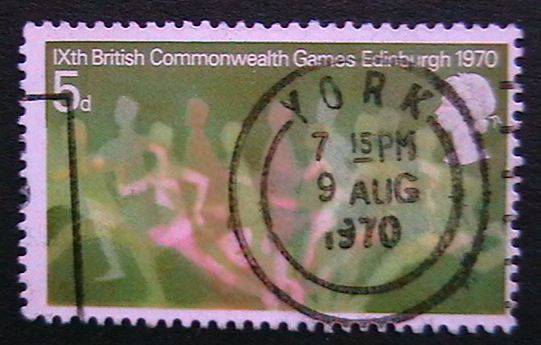 IXth British Commonwealth Games Edinburgh 1970
5d
YORK
7 15PM
9 AUG
1970